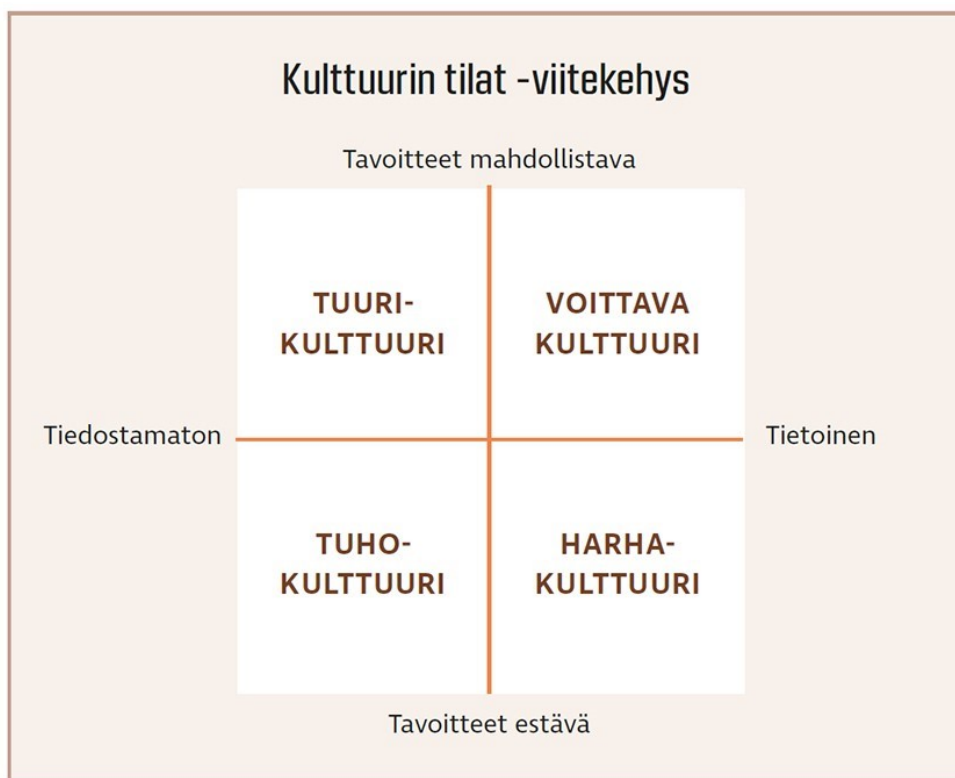 Kulttuurin tilat -viitekehys
Tavoitteet mahdollistava
TUURI-
KULTTUURI
VOITTAVA
KULTTUURI
Tiedostamaton
Tietoinen
TUHO-
KULTTUURI
HARHA-
KULTTUURI
Tavoitteet estävä